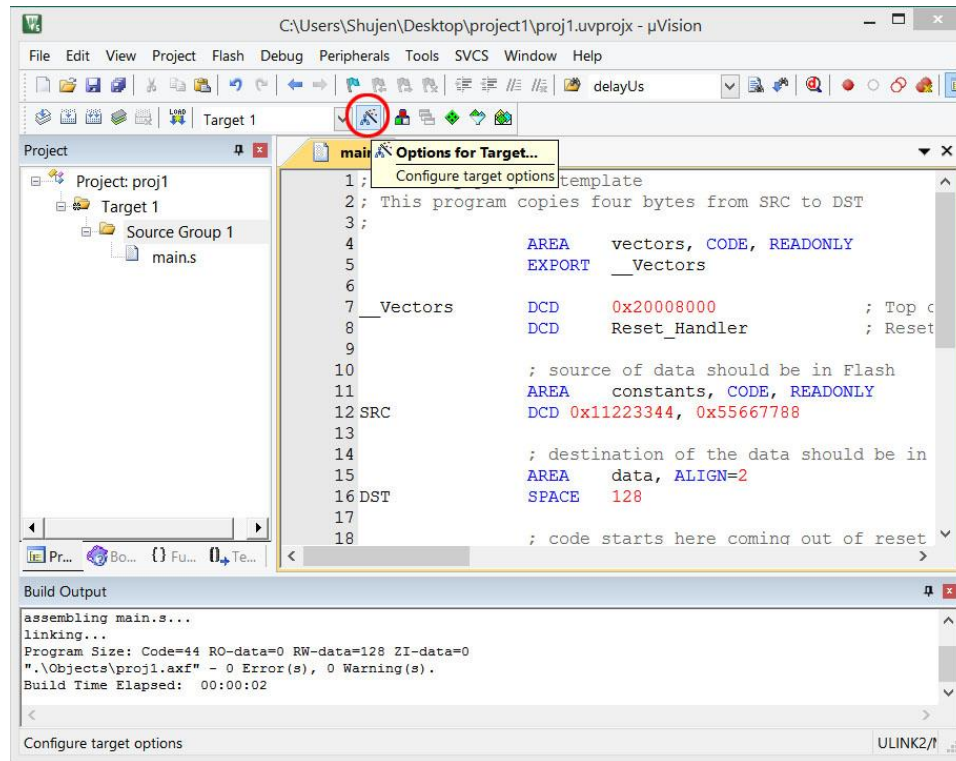 C:\Users\Shujen\Desktop\project1\proj1.uvprojx - µVision
File Edit View Project Flash Debug Peripherals Tools SVCS Window Help
delayUs
LOAD Target 1
Project
Project: proj1
Target 1
Source Group 1
main.s
Pr... Bo... {} Fu... Te...
main
Options for Target...
Configure target options
1 ; template
2 ; This program copies four bytes from SRC to DST
3 ;
4 AREA vectors, CODE, READONLY
5 EXPORT __Vectors
6
7 __Vectors DCD 0x20008000 ; Top
8 DCD Reset_Handler ; Reset
9
10 ; source of data should be in Flash
11 AREA constants, CODE, READONLY
12 SRC DCD 0x11223344, 0x55667788
13
14 ; destination of the data should be in
15 AREA data, ALIGN=2
16 DST SPACE 128
17
18 ; code starts here coming out of reset
Build Output
assembling main.s...
linking...
Program Size: Code=44 RO-data=0 RW-data=128 ZI-data=0
".\Objects\proj1.axf" - 0 Error(s), 0 Warning(s).
Build Time Elapsed: 00:00:02
Configure target options
ULINK2/